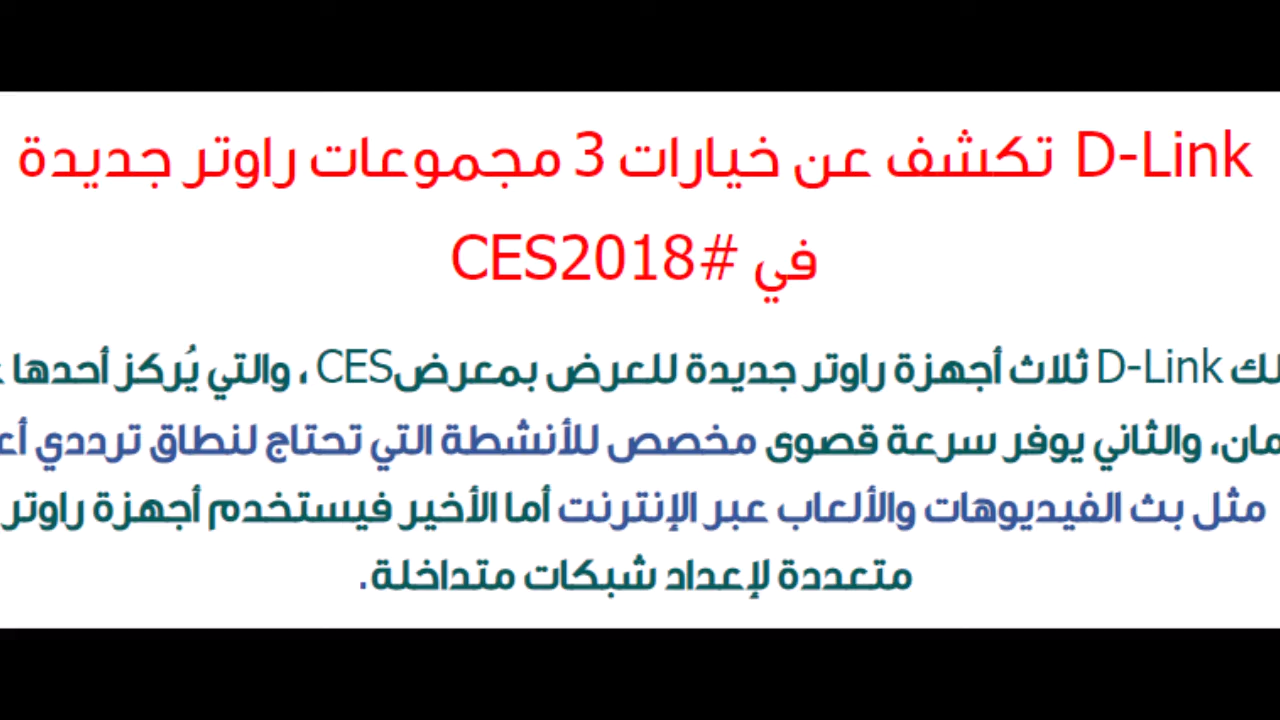 D-Link تكشف عن خيارات 3 مجموعات راوتر جديدة
في #CES2018
D-Link ثلاث أجهزة راوتر جديدة للعرض بمعرضCES ، والتي يُركز أحدها
والثاني يوفر سرعة قصوى مخصص للأنشطة التي تحتاج لنطاق ترددي
مثل بث الفيديوهات والألعاب عبر الإنترنت أما الأخير فيستخدم أجهزة راوتر
متعددة لإعداد شبكات متداخلة.